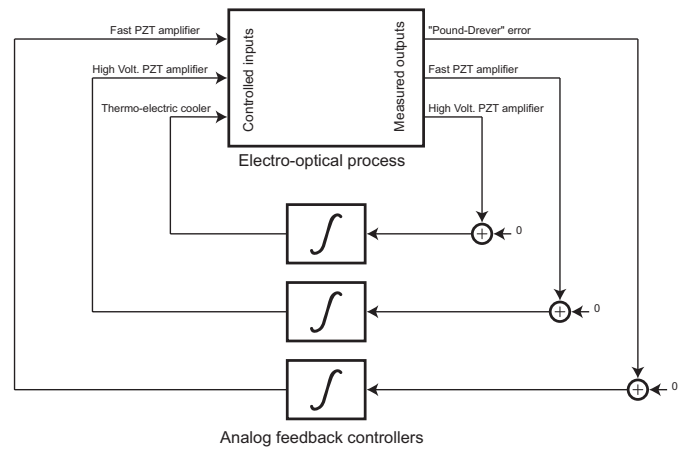 Fast PZT amplifier
High Volt. PZT amplifier
Thermo-electric cooler
Controlled inputs
Measured outputs
"Pound-Drever" error
Fast PZT amplifier
High Volt. PZT amplifier
Electro-optical process
∫
+
0
∫
+
0
∫
+
0
Analog feedback controllers